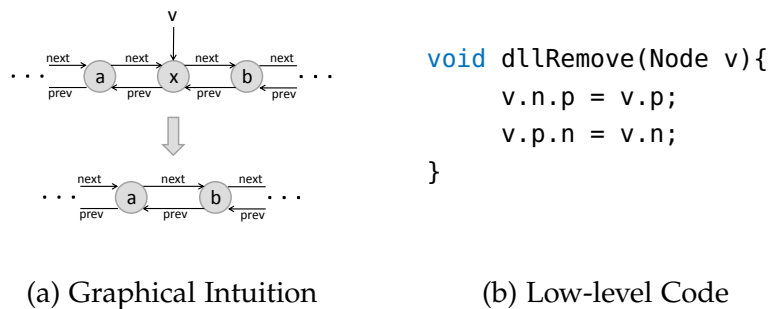 v
next next next next
· · · a x b · · ·
prev prev prev prev
next next next
· · · a b · · ·
prev prev prev
(a) Graphical Intuition
void dllRemove(Node v){
v.n.p = v.p;
v.p.n = v.n;
}
(b) Low-level Code